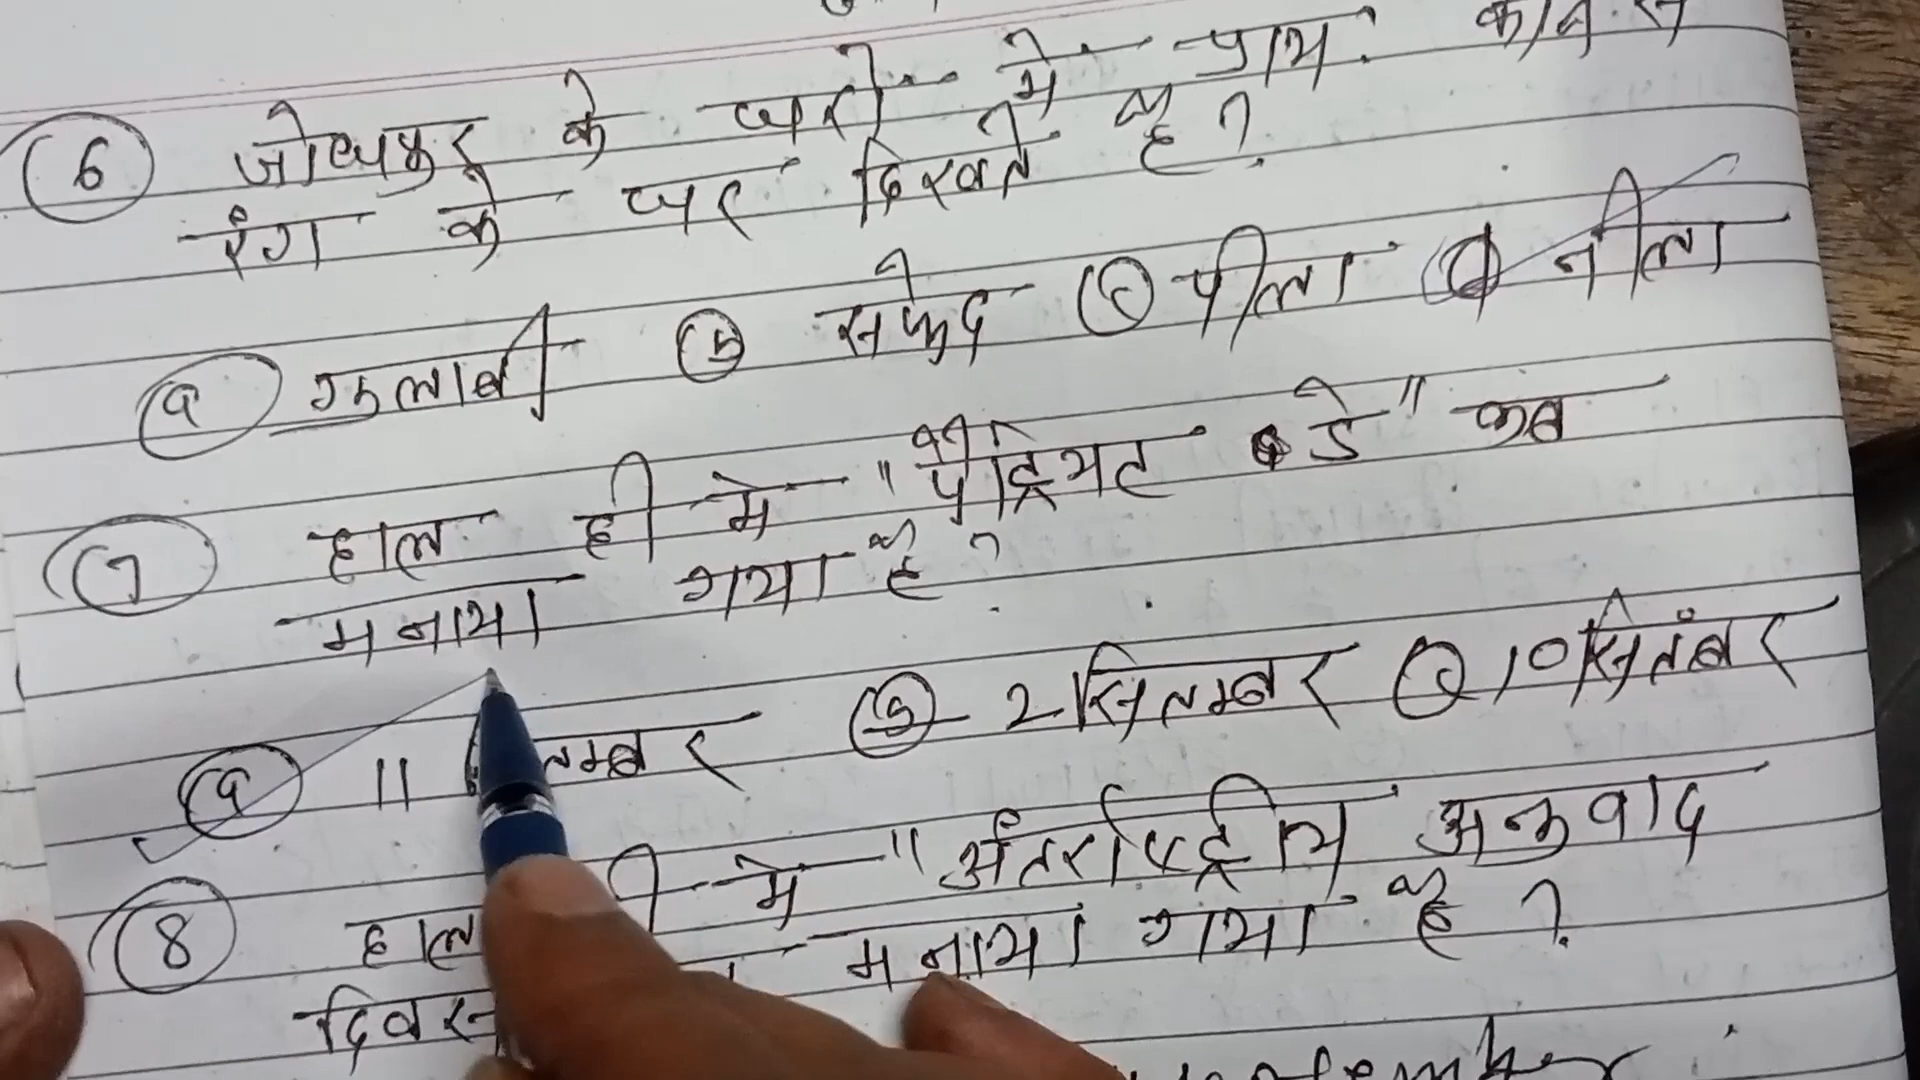 6 जोधपुर के घरो में प्रायः कौन से
रंग के घर दिखते है ?
a गुलाबी b सफेद c पीला d नीला
7 हाल ही मे "पैट्रियट डे" कब
मनाया गया है ?
a 11 b 2 सितम्बर c 10 सितंबर
8 हाल मे "अंतर्राष्ट्रीय अनुवाद
मनाया गया है ?